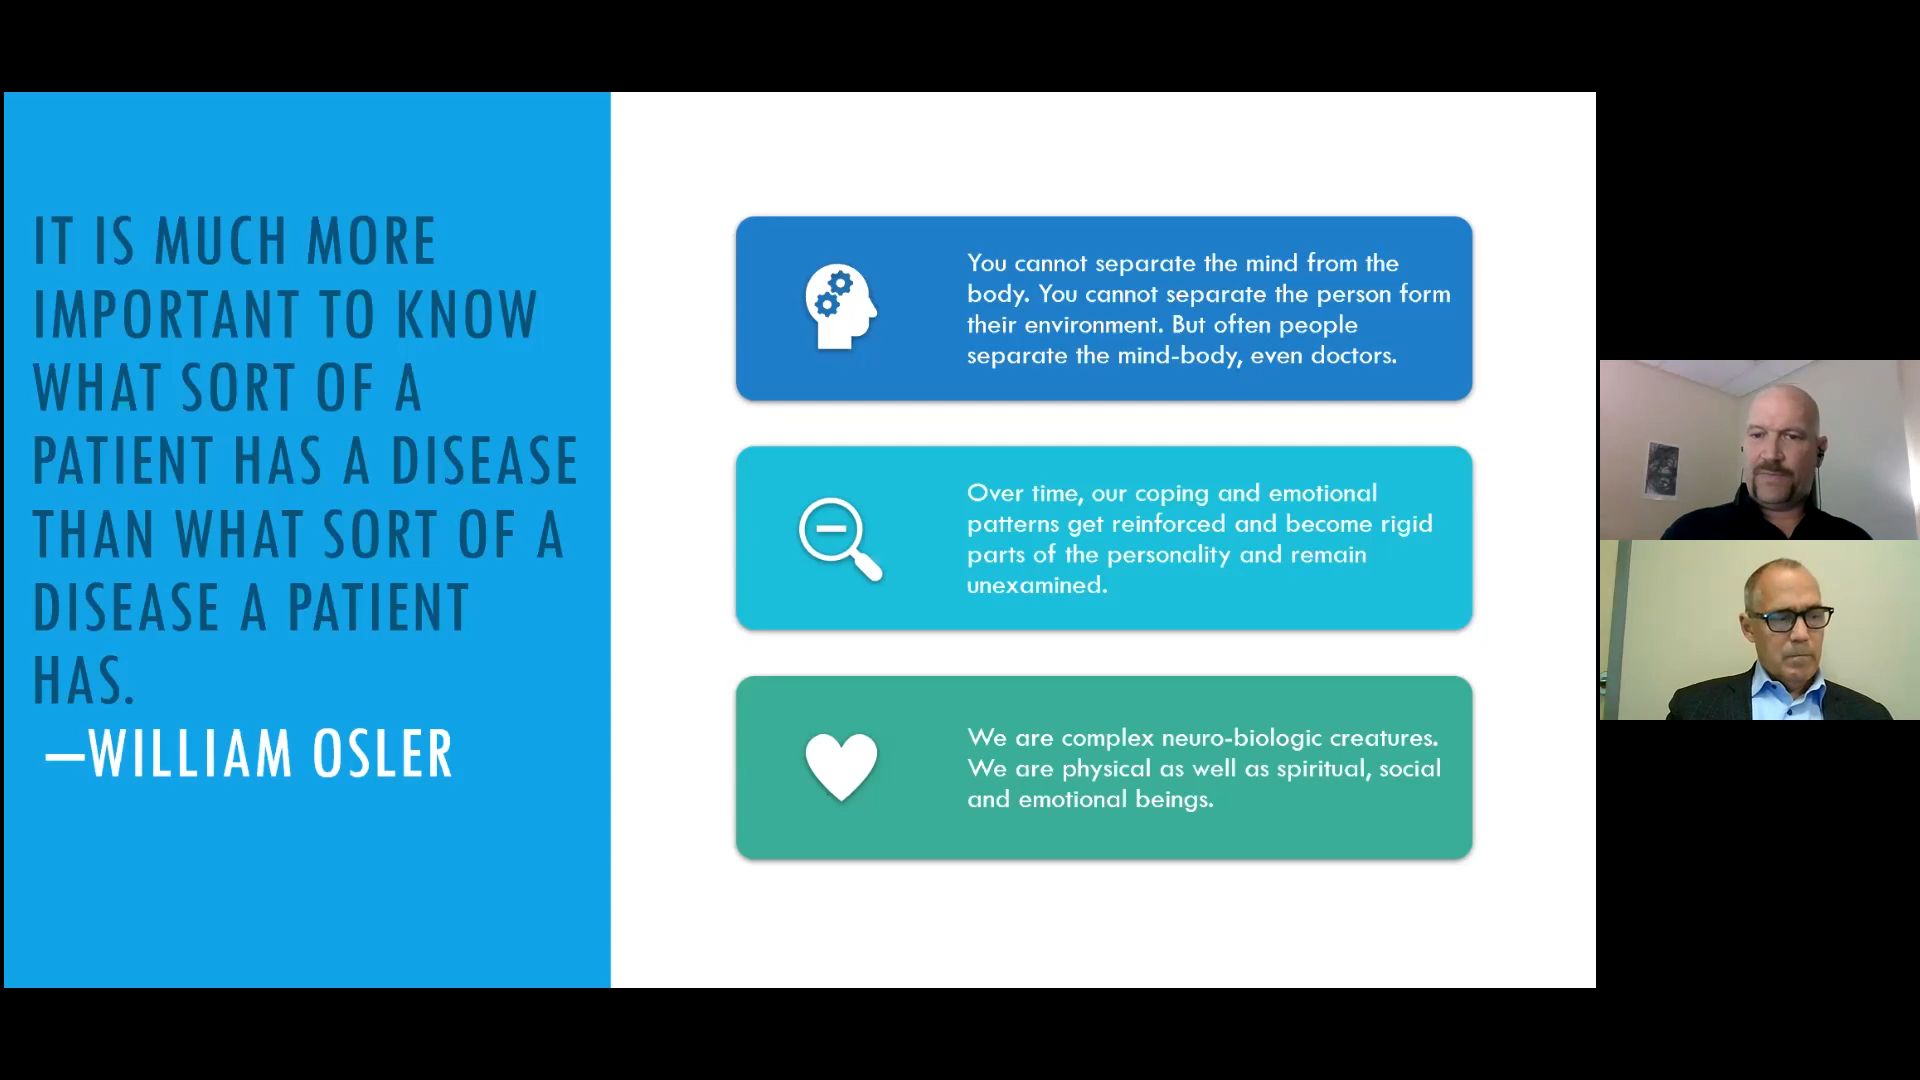 IT IS MUCH MORE
IMPORTANT TO KNOW
WHAT SORT OF A
PATIENT HAS A DISEASE
THAN WHAT SORT OF A
DISEASE A PATIENT
HAS.
—WILLIAM OSLER
You cannot separate the mind from the
body. You cannot separate the person form
their environment. But often people
separate the mind-body, even doctors.
Over time, our coping and emotional
patterns get reinforced and become rigid
parts of the personality and remain
unexamined.
We are complex neuro-biologic creatures.
We are physical as well as spiritual, social
and emotional beings.